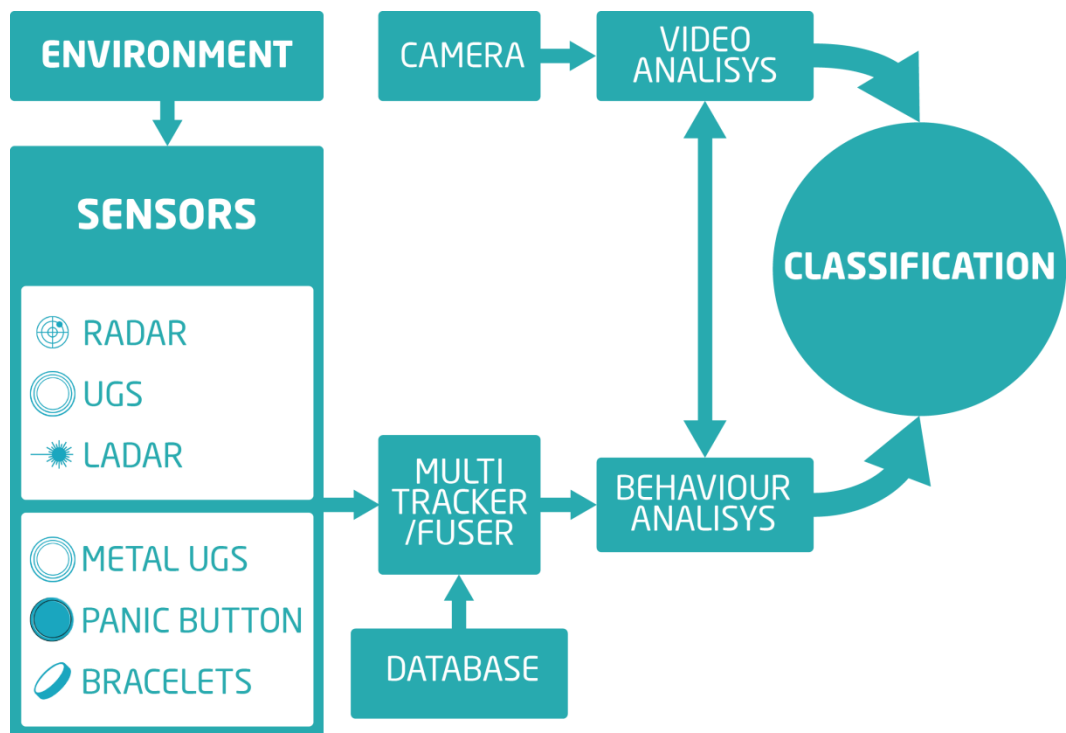 ENVIRONMENT
SENSORS
RADAR
UGS
LADAR
METAL UGS
PANIC BUTTON
BRACELETS
CAMERA
VIDEO
ANALISYS
MULTI
TRACKER
/FUSER
DATABASE
BEHAVIOUR
ANALISYS
CLASSIFICATION